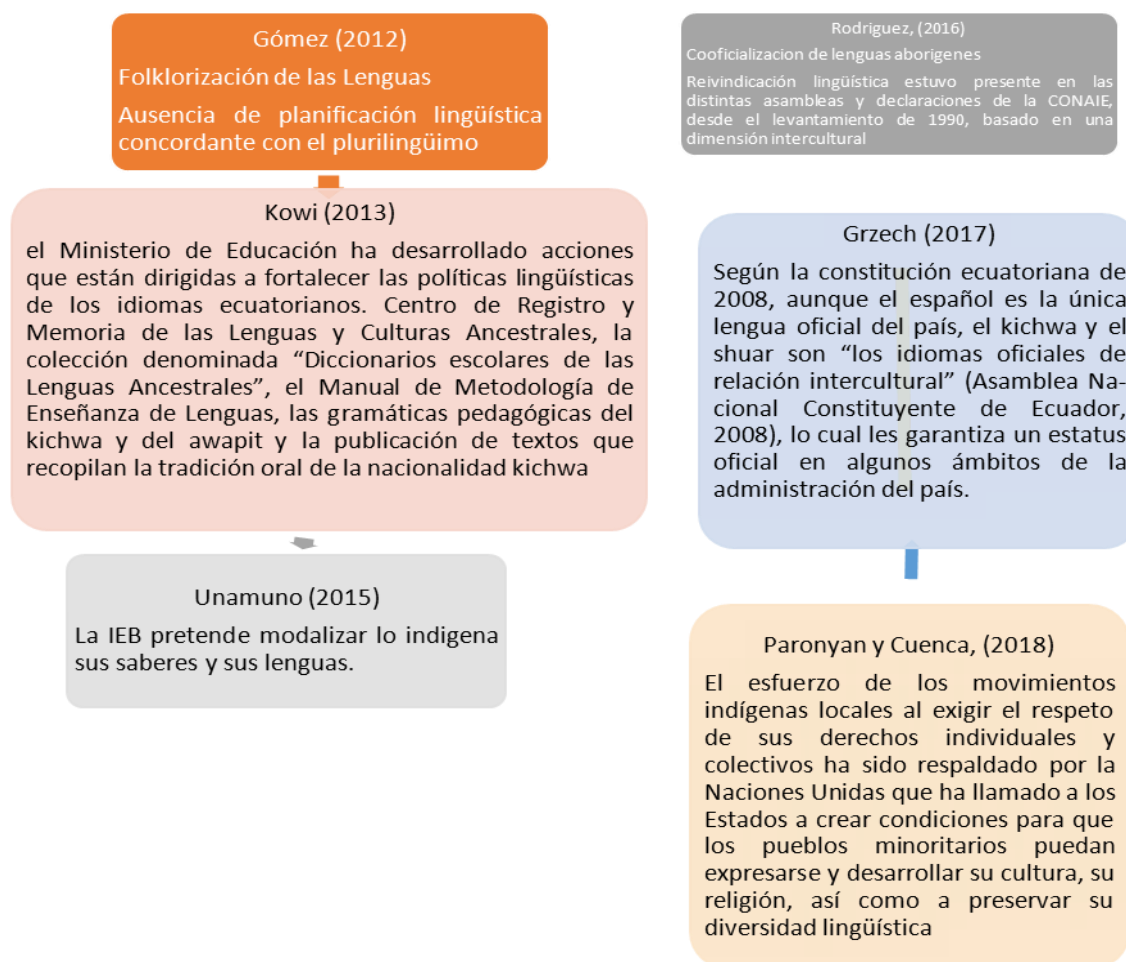 Gómez (2012)
Folklorización de las Lenguas
Ausencia de planificación lingüística
concordante con el plurilingüimo
Kowi (2013)
el Ministerio de Educación ha desarrollado acciones
que están dirigidas a fortalecer las políticas lingüísticas
de los idiomas ecuatorianos. Centro de Registro y
Memoria de las Lenguas y Culturas Ancestrales, la
colección denominada “Diccionarios escolares de las
Lenguas Ancestrales”, el Manual de Metodología de
Enseñanza de Lenguas, las gramáticas pedagógicas del
kichwa y del awapit y la publicación de textos que
recopilan la tradición oral de la nacionalidad kichwa
Unamuno (2015)
La IEB pretende modalizar lo indigena
sus saberes y sus lenguas.
Rodriguez, (2016)
Cooficializacion de lenguas aborigenes
Reivindicación lingüística estuvo presente en las
distintas asambleas y declaraciones de la CONAIE,
desde el levantamiento de 1990, basado en una
dimensión intercultural
Grzech (2017)
Según la constitución ecuatoriana de
2008, aunque el español es la única
lengua oficial del país, el kichwa y el
shuar son “los idiomas oficiales de
relación intercultural” (Asamblea Na-
cional Constituyente de Ecuador,
2008), lo cual les garantiza un estatus
oficial en algunos ámbitos de la
administración del país.
Paronyan y Cuenca, (2018)
El esfuerzo de los movimientos
indígenas locales al exigir el respeto
de sus derechos individuales y
colectivos ha sido respaldado por la
Naciones Unidas que ha llamado a los
Estados a crear condiciones para que
los pueblos minoritarios puedan
expresarse y desarrollar su cultura, su
religión, así como a preservar su
diversidad lingüística